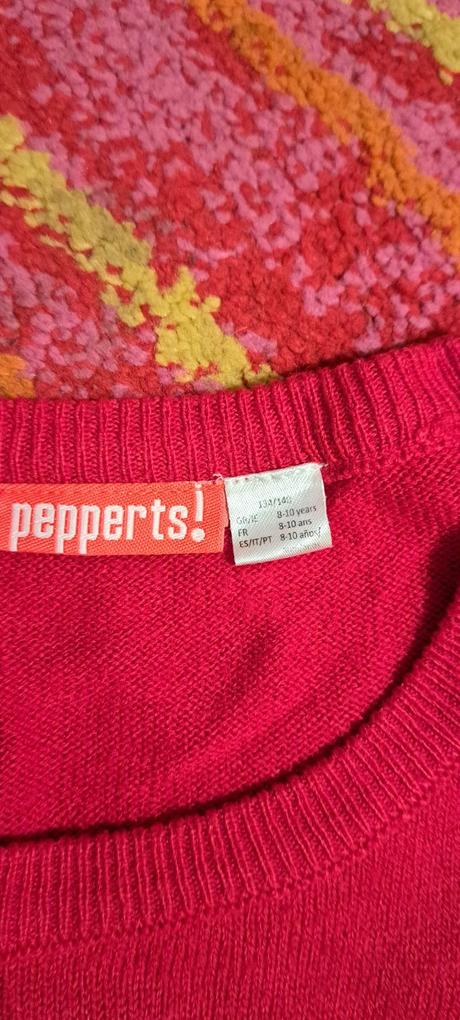 pepperts!
134/140
GB/IE 8-10 years
FR 8-10 ans
ES/IT/PT 8-10 años/